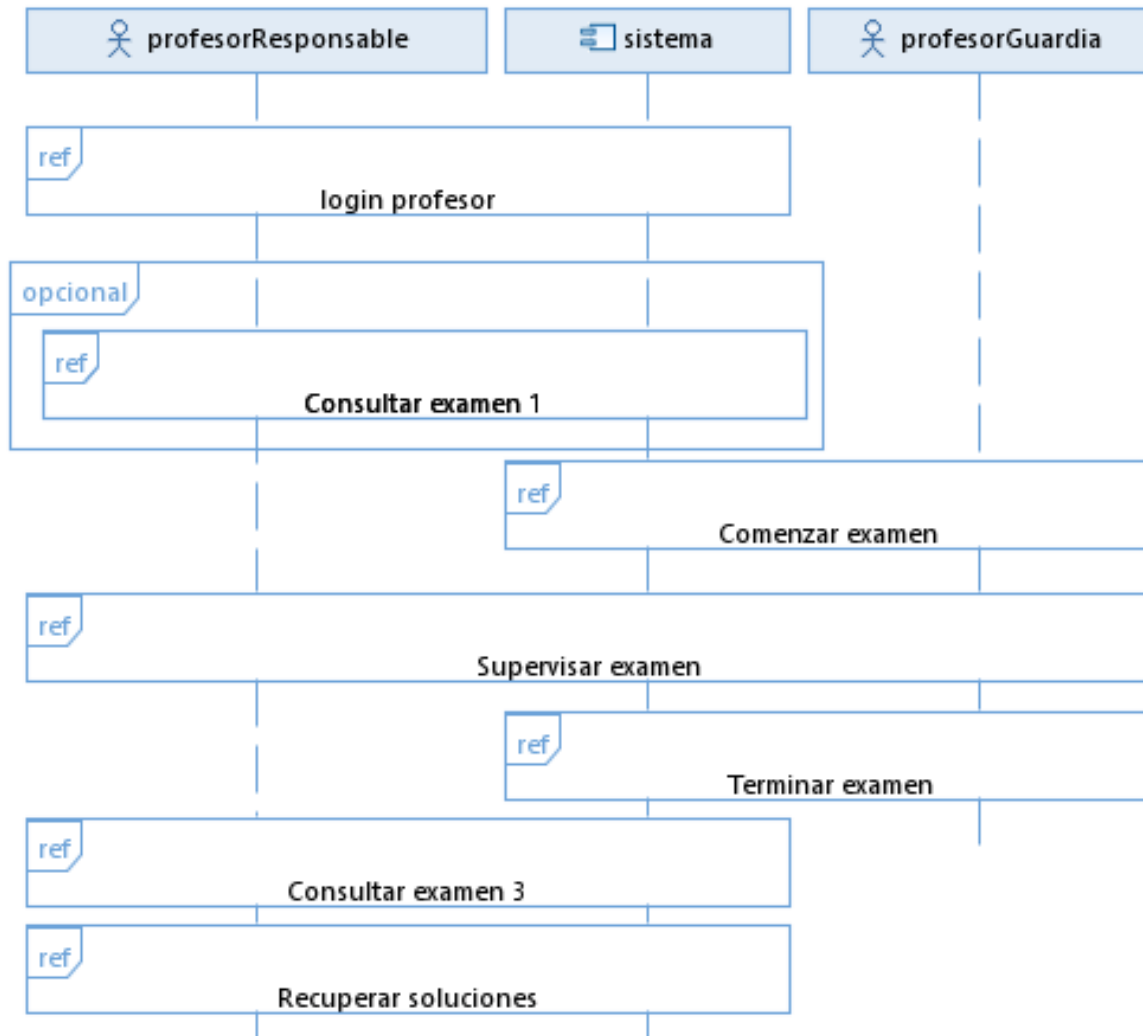 profesorResponsable
sistema
profesorGuardia
ref
login profesor
opcional
ref
Consultar examen 1
ref
Comenzar examen
ref
Supervisar examen
ref
Terminar examen
ref
Consultar examen 3
ref
Recuperar soluciones